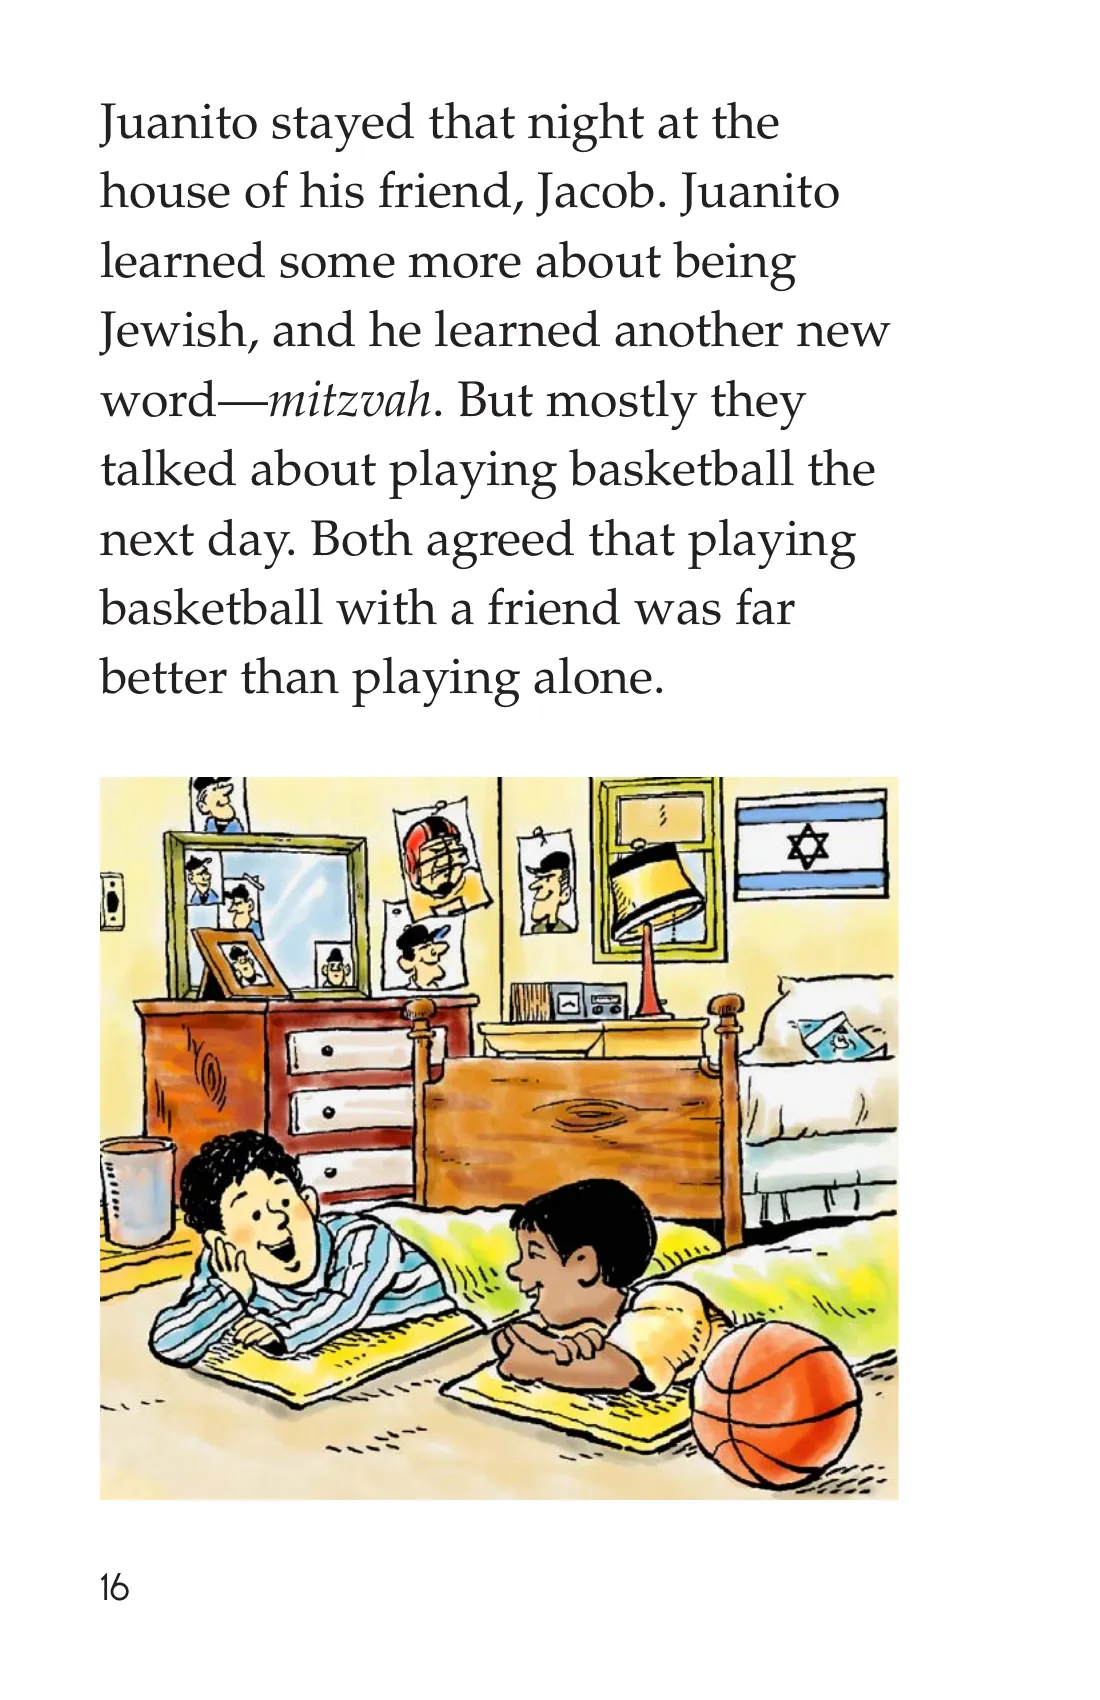 Juanito stayed that night at the
house of his friend, Jacob. Juanito
learned some more about being
Jewish, and he learned another new
word—mitzvah. But mostly they
talked about playing basketball the
next day. Both agreed that playing
basketball with a friend was far
better than playing alone.
16